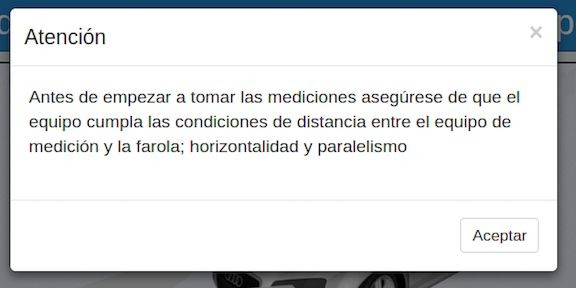 Atención
×
Antes de empezar a tomar las mediciones asegúrese de que el
equipo cumpla las condiciones de distancia entre el equipo de
medición y la farola; horizontalidad y paralelismo
Aceptar